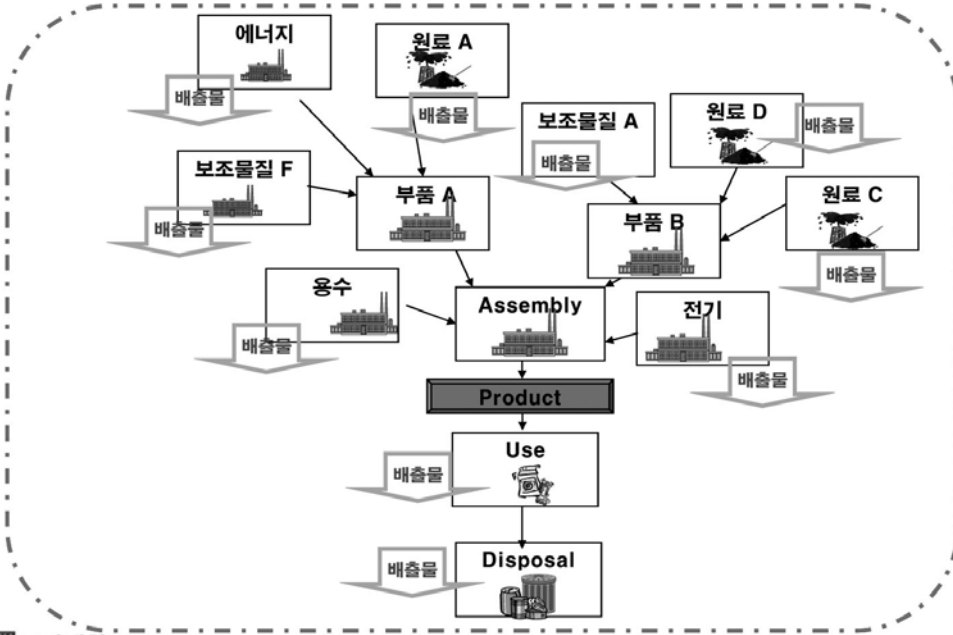 에너지
원료 A
배출물
배출물
보조물질 A
원료 D
배출물
배출물
보조물질 F
부품 A
원료 C
배출물
부품 B
배출물
용수
Assembly
전기
배출물
배출물
Product
Use
배출물
Disposal
배출물